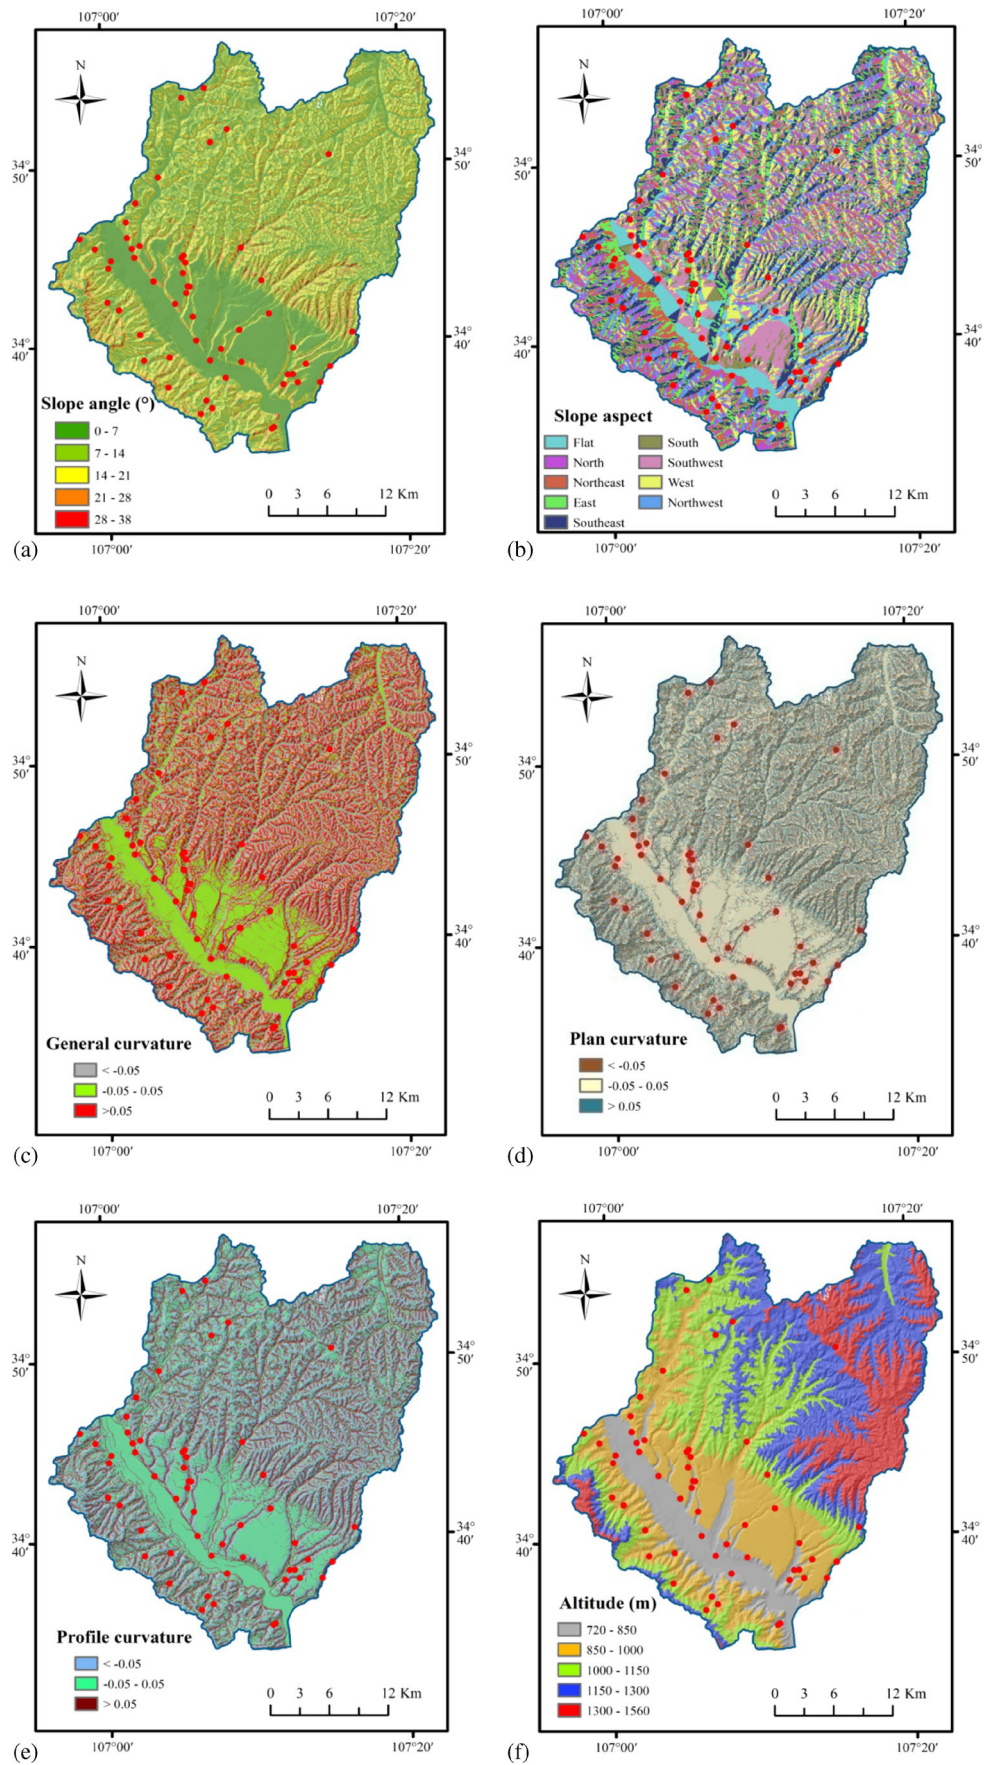 107°00′ 107°20′
N
34° 50′
34° 50′
34° 40′
34° 40′
Slope angle (°)
0 - 7
7 - 14
14 - 21
21 - 28
28 - 38
0 3 6 12 Km
107°00′ 107°20′
(a)
107°00′ 107°20′
N
34° 50′
34° 50′
34° 40′
34° 40′
Slope aspect
Flat South
North Southwest
Northeast West
East Northwest
Southeast
0 3 6 12 Km
107°00′ 107°20′
(b)
107°00′ 107°20′
N
34° 50′
34° 50′
34° 40′
34° 40′
General curvature
< -0.05
-0.05 - 0.05
>0.05
0 3 6 12 Km
107°00′ 107°20′
(c)
107°00′ 107°20′
N
34° 50′
34° 50′
34° 40′
34° 40′
Plan curvature
< -0.05
-0.05 - 0.05
> 0.05
0 3 6 12 Km
107°00′ 107°20′
(d)
107°00′ 107°20′
N
34° 50′
34° 50′
34° 40′
34° 40′
Profile curvature
< -0.05
-0.05 - 0.05
> 0.05
0 3 6 12 Km
107°00′ 107°20′
(e)
107°00′ 107°20′
N
34° 50′
34° 50′
34° 40′
34° 40′
Altitude (m)
720 - 850
850 - 1000
1000 - 1150
1150 - 1300
1300 - 1560
0 3 6 12 Km
107°00′ 107°20′
(f)